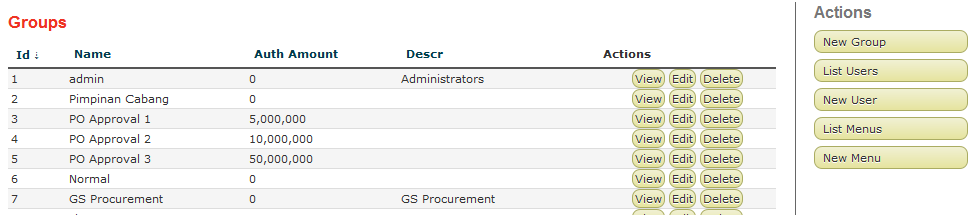 Groups
Id ↓ Name Auth Amount Descr Actions
1 admin 0 Administrators View Edit Delete
2 Pimpinan Cabang 0 View Edit Delete
3 PO Approval 1 5,000,000 View Edit Delete
4 PO Approval 2 10,000,000 View Edit Delete
5 PO Approval 3 50,000,000 View Edit Delete
6 Normal 0 View Edit Delete
7 GS Procurement 0 GS Procurement View Edit Delete
Actions
New Group
List Users
New User
List Menus
New Menu